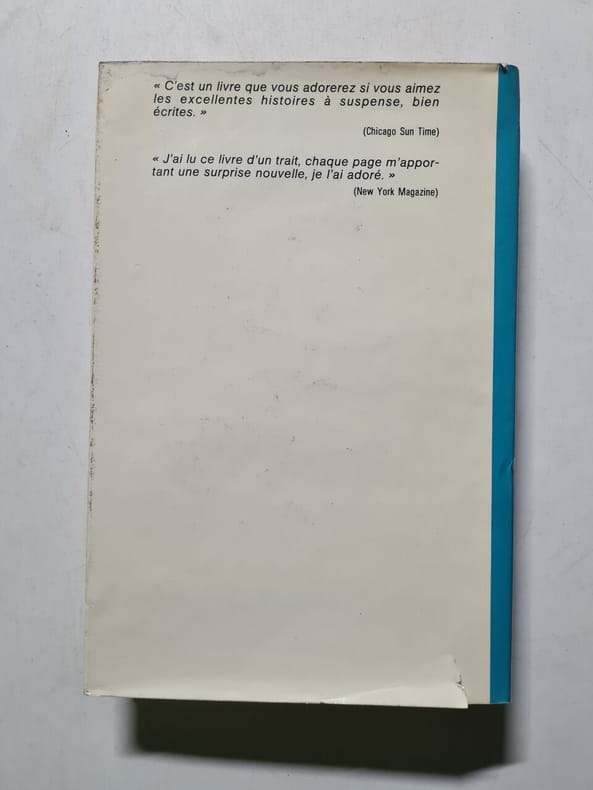 « C'est un livre que vous adorerez si vous aimez
les excellentes histoires à suspense, bien
écrites. »
(Chicago Sun Time)
« J'ai lu ce livre d'un trait, chaque page m'appor-
tant une surprise nouvelle, je l'ai adoré. »
(New York Magazine)